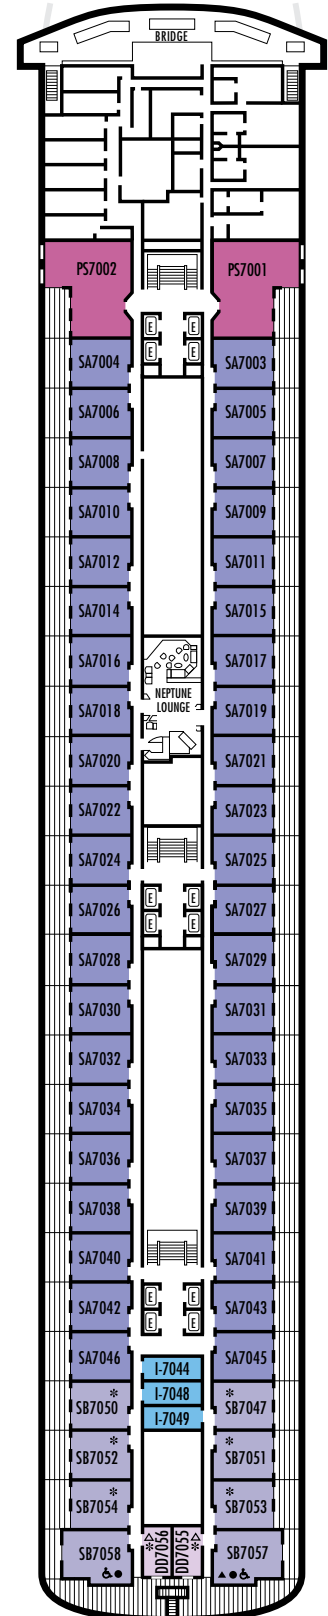 BRIDGE
PS7002 PS7001
E E
E E
SA7004 SA7003
SA7006 SA7005
SA7008 SA7007
SA7010 SA7009
SA7012 SA7011
SA7014 SA7015
SA7016 SA7017
NEPTUNE
LOUNGE
SA7018 SA7019
SA7020 SA7021
SA7022 SA7023
SA7024 SA7025
SA7026 E E SA7027
E E
SA7028 SA7029
SA7030 SA7031
SA7032 SA7033
SA7034 SA7035
SA7036 SA7037
SA7038 SA7039
SA7040 SA7041
SA7042 E E SA7043
E E
SA7046 I-7044 SA7045
I-7048
* SB7050 * SB7047
I-7049
* SB7052 * SB7051
* SB7054 * SB7053
SB7058 DD7056 * DD7055 * SB7057